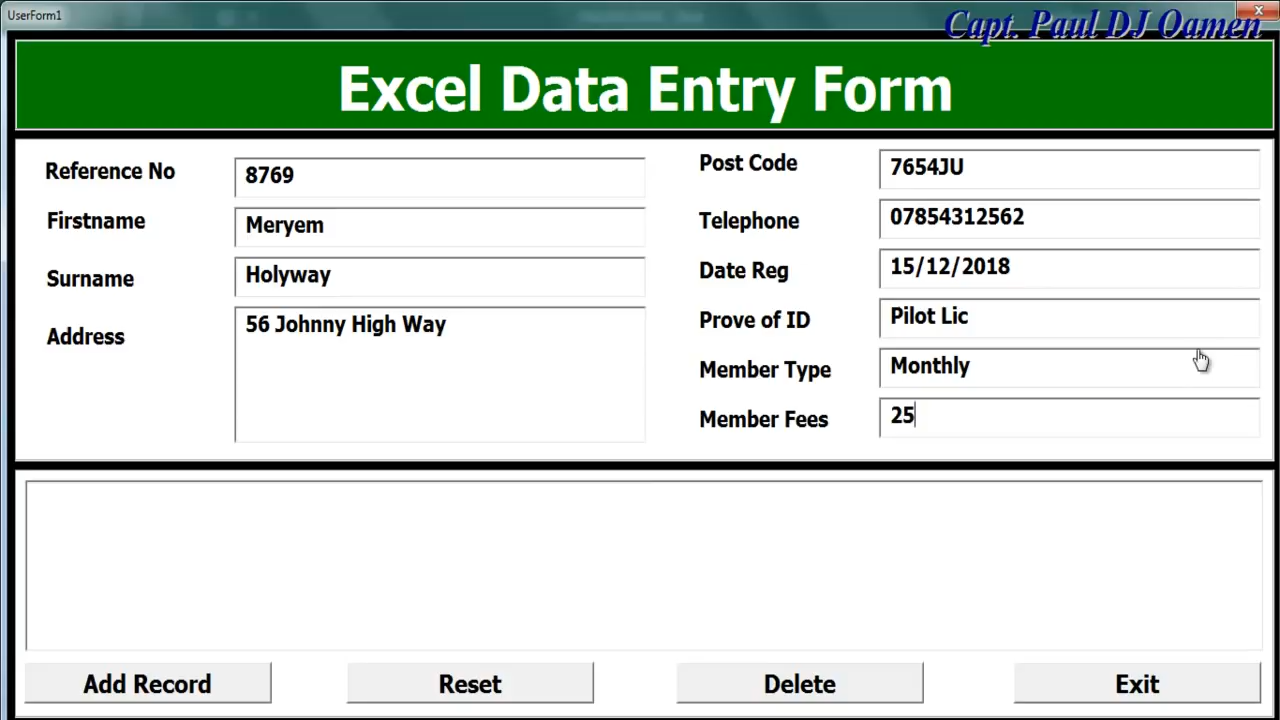 UserForm1
Capt. Paul DJ Oamen
Excel Data Entry Form
Reference No 8769
Firstname Meryem
Surname Holyway
Address 56 Johnny High Way
Post Code 7654JU
Telephone 07854312562
Date Reg 15/12/2018
Prove of ID Pilot Lic
Member Type Monthly
Member Fees 25
Add Record Reset Delete Exit